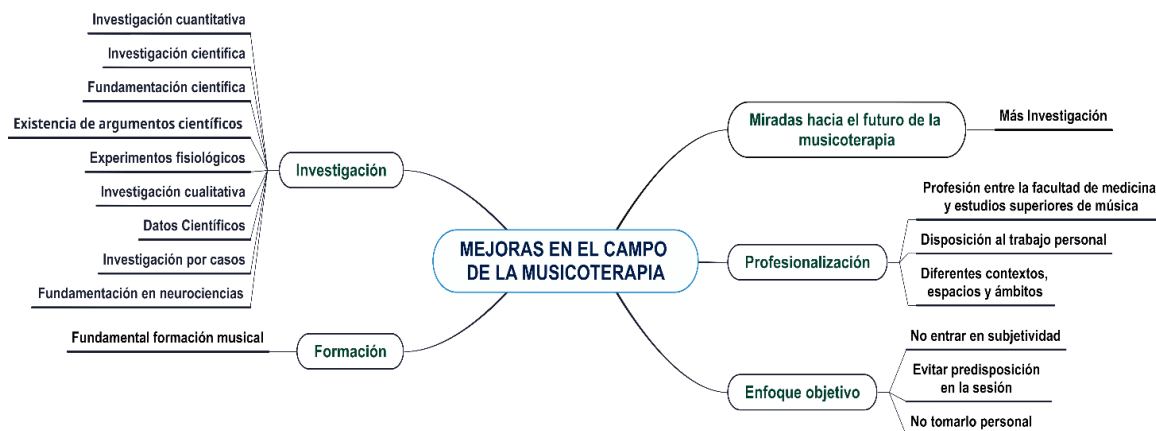 MEJORAS EN EL CAMPO
DE LA MUSICOTERAPIA
Investigación
Investigación cuantitativa
Investigación científica
Fundamentación científica
Existencia de argumentos científicos
Experimentos fisiológicos
Investigación cualitativa
Datos Científicos
Investigación por casos
Fundamentación en neurociencias
Formación
Fundamental formación musical
Miradas hacia el futuro de la
musicoterapia
Más Investigación
Profesionalización
Profesión entre la facultad de medicina
y estudios superiores de música
Disposición al trabajo personal
Diferentes contextos,
espacios y ámbitos
Enfoque objetivo
No entrar en subjetividad
Evitar predisposición
en la sesión
No tomarlo personal